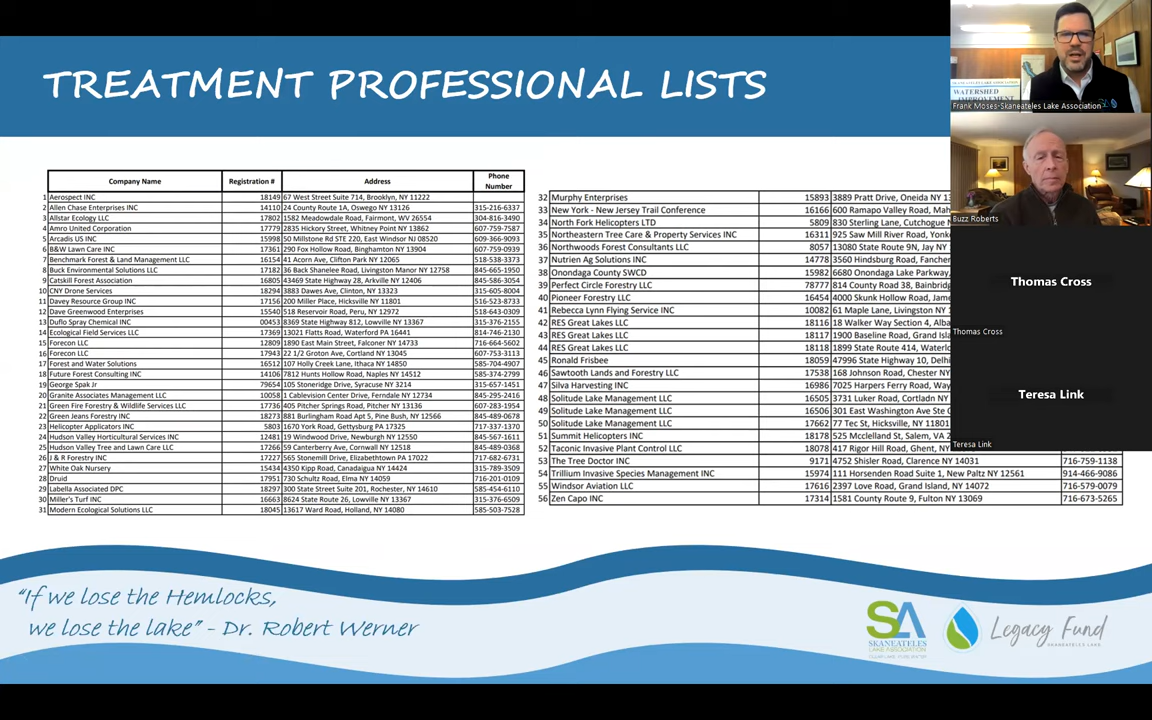 TREATMENT PROFESSIONAL LISTS
Company Name Registration # Address Phone Number
1 Aerospect INC 18149 67 West Street Suite 714, Brooklyn, NY 11222
2 Allen Chase Enterprises INC 14110 24 County Route 1A, Oswego NY 13126 315-216-6337
3 Allstar Ecology LLC 17802 1582 Meadowdale Road, Fairmont, WV 26554 304-816-3490
4 Amro United Corporation 17779 2835 Hickory Street, Whitney Point NY 13862 607-759-7587
5 Arcadis US INC 15998 50 Millstone Rd STE 220, East Windsor NJ 08520 609-366-9093
6 B&W Lawn Care INC 17361 290 Fox Hollow Road, Binghamton NY 13904 607-759-0939
7 Benchmark Forest & Land Management LLC 16154 41 Acorn Way, Clifton Park NY 12065 518-538-3373
8 Buck Environmental Solutions LLC 17182 36 Back Shanelee Road, Livingston Manor NY 12758 845-665-1950
9 Catskill Forest Association 16805 43469 State Highway 28, Arkville NY 12406 845-586-3054
10 CNY Drone Services 18294 3883 Dawes Ave, Clinton, NY 13323 315-605-8004
11 Davey Resource Group INC 17156 200 Miller Place, Hicksville NY 11801 516-523-8733
12 Dave Greenwood Enterprises 15540 518 Reservoir Road, Peru, NY 12972 518-643-0309
13 Duflo Spray Chemical INC 00453 8369 State Highway 812, Lowville NY 13367 315-376-2155
14 Ecological Field Services LLC 17369 13021 Flatts Road, Waterford PA 16441 814-746-2130
15 Forecon LLC 12809 1890 East Main Street, Falconer NY 14733 716-664-5602
16 Forecon LLC 17943 22 1/2 Groton Ave, Cortland NY 13045 607-753-3113
17 Forest and Water Solutions 16512 107 Holly Creek Lane, Ithaca NY 14850 585-704-4907
18 Future Forest Consulting INC 14106 7812 Hunts Hollow Road, Naples NY 14512 585-374-2799
19 George Spak Jr 79654 105 Stoneridge Drive, Syracuse NY 3214 315-657-1451
20 Granite Associates Management LLC 10058 1 Cablevision Center Drive, Ferndale NY 12734 845-295-2416
21 Green Fire Forestry & Wildlife Services LLC 17736 405 Pitcher Springs Road, Pitcher NY 13136 607-283-1954
22 Green Jeans Forestry INC 18273 881 Burlingham Road Apt 5, Pine Bush, NY 12566 845-489-0678
23 Helicopter Applicators INC 5803 1670 York Road, Gettysburg PA 17325 717-337-1370
24 Hudson Valley Horticultural Services INC 12481 19 Windwood Drive, Newburgh NY 12550 845-567-1611
25 Hudson Valley Tree and Lawn Care LLC 17266 59 Canterberry Ave, Cornwall NY 12518 845-489-0368
26 J & R Forestry INC 17227 565 Stonemill Drive, Elizabethtown PA 17022 717-682-6731
27 White Oak Nursery 15434 4350 Kipp Road, Canadaigua NY 14424 315-789-3509
28 Druid 17951 730 Schultz Road, Elma NY 14059 716-201-0109
29 Labella Associated DPC 18297 300 State Street Suite 201, Rochester, NY 14610 585-454-6110
30 Miller's Turf INC 16663 8624 State Route 26, Lowville NY 13367 315-376-6509
31 Modern Ecological Solutions LLC 18045 13617 Ward Road, Holland, NY 14080 585-503-7528
32 Murphy Enterprises 15893 3889 Pratt Drive, Oneida NY 13
33 New York - New Jersey Trail Conference 16166 600 Ramapo Valley Road, Mah
34 North Fork Helicopters LTD 5809 830 Sterling Lane, Cutchogue N
35 Northeastern Tree Care & Property Services INC 16311 925 Saw Mill River Road, Yonk
36 Northwoods Forest Consultants LLC 8057 13080 State Route 9N, Jay NY
37 Nutrien Ag Solutions INC 14778 3560 Hindsburg Road, Fancher
38 Onondaga County SWCD 15982 6680 Onondaga Lake Parkway,
39 Perfect Circle Forestry LLC 78777 814 County Road 38, Bainbridg
40 Pioneer Forestry LLC 16454 4000 Skunk Hollow Road, Jame
41 Rebecca Lynn Flying Service INC 10082 61 Maple Lane, Livingston NY
42 RES Great Lakes LLC 18116 18 Walker Way Section 4, Alba
43 RES Great Lakes LLC 18117 1900 Baseline Road, Grand Isla
44 RES Great Lakes LLC 18118 1899 State Route 414, Waterlo
45 Ronald Frisbee 18059 47996 State Highway 10, Delhi
46 Sawtooth Lands and Forestry LLC 17538 168 Johnson Road, Chester NY
47 Silva Harvesting INC 16986 7025 Harpers Ferry Road, Way
48 Solitude Lake Management LLC 16505 3731 Luker Road, Cortladn NY
49 Solitude Lake Management LLC 16506 301 East Washington Ave Ste
50 Solitude Lake Management LLC 17662 77 Tec St, Hicksville, NY 11801
51 Summit Helicopters INC 18178 525 Mcclelland St, Salem, VA 2
52 Taconic Invasive Plant Control LLC 18078 417 Rigor Hill Road, Ghent, NY
53 The Tree Doctor INC 9171 4752 Shisler Road, Clarence NY 14031 716-759-1138
54 Trillium Invasive Species Management INC 15974 111 Horsenden Road Suite 1, New Paltz NY 12561 914-466-9086
55 Windsor Aviation LLC 17616 2397 Love Road, Grand Island, NY 14072 716-579-0079
56 Zen Capo INC 17314 1581 County Route 9, Fulton NY 13069 716-673-5265
"If we lose the Hemlocks,
we lose the lake" - Dr. Robert Werner
SLA
SKANEATELES
LAKE ASSOCIATION
Legacy Fund
SKANEATELES LAKE
SKANEATELES LAKE ASSOCIATION
WATERSHED
IMPROVEMENT
Frank Moses-Skaneateles Lake Association
Buzz Roberts
Thomas Cross
Thomas Cross
Teresa Link
Teresa Link